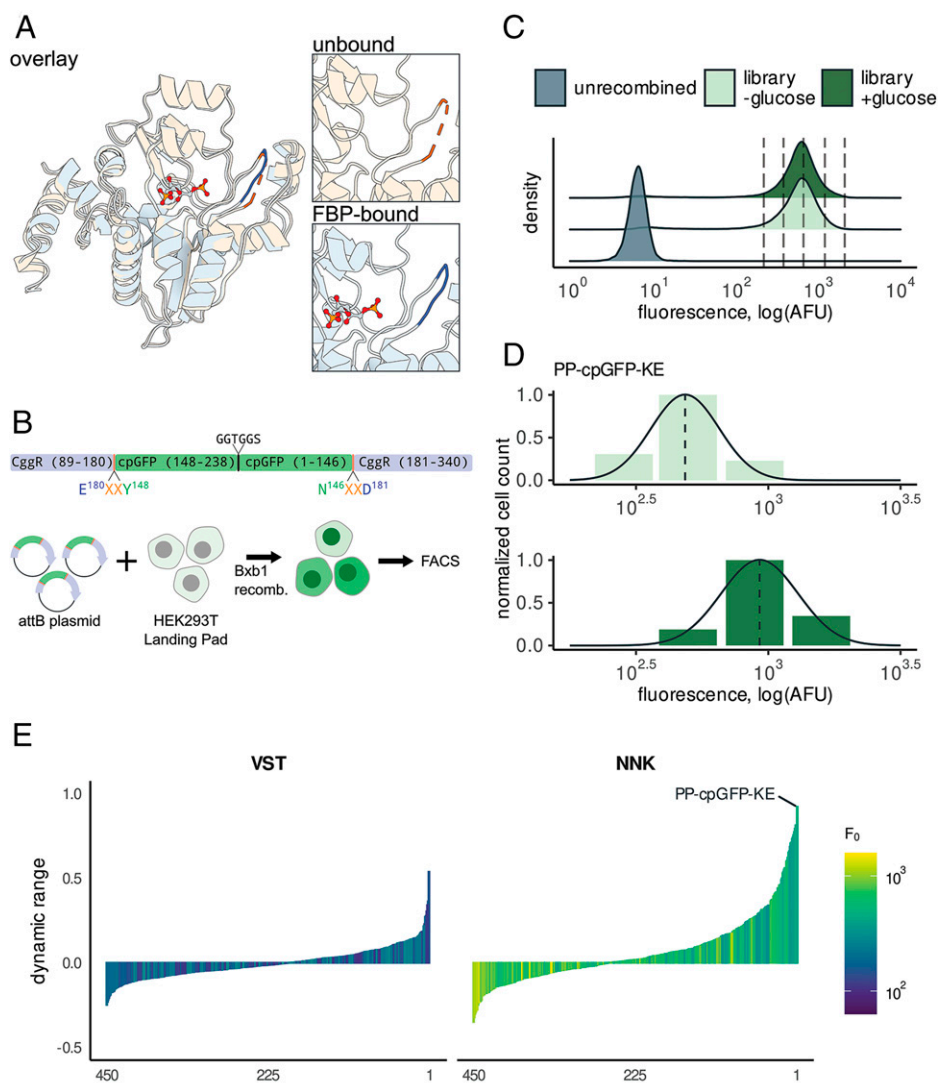 A
overlay
unbound
FBP-bound
B
GGTGGS
CggR (89-180) cpGFP (148-238) cpGFP (1-146) CggR (181-340)
E180XXY148 N146XXD181
attB plasmid
HEK293T
Landing Pad
Bxb1
recomb.
FACS
C
unrecombined
library
-glucose
library
+glucose
density
10^0 10^1 10^2 10^3 10^4
fluorescence, log(AFU)
D
PP-cpGFP-KE
normalized cell count
1.0
0.5
0.0
10^2.5 10^3 10^3.5
1.0
0.5
0.0
10^2.5 10^3 10^3.5
fluorescence, log(AFU)
E
VST NNK
dynamic range
1.0
0.5
0.0
-0.5
PP-cpGFP-KE
F0
10^3
10^2
450 225 1 450 225 1